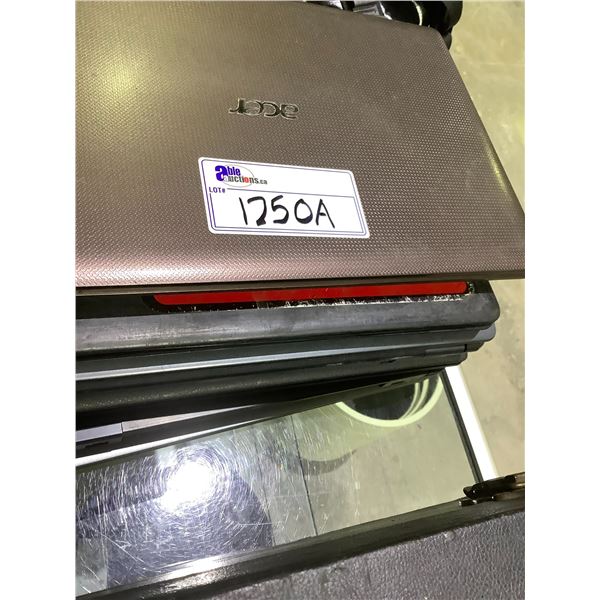 acer
able
auctions.ca
LOT#
1250A